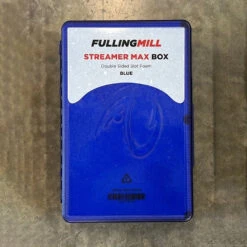 FULLINGMILL
STREAMER MAX BOX
Double Sided Slot Foam
BLUE